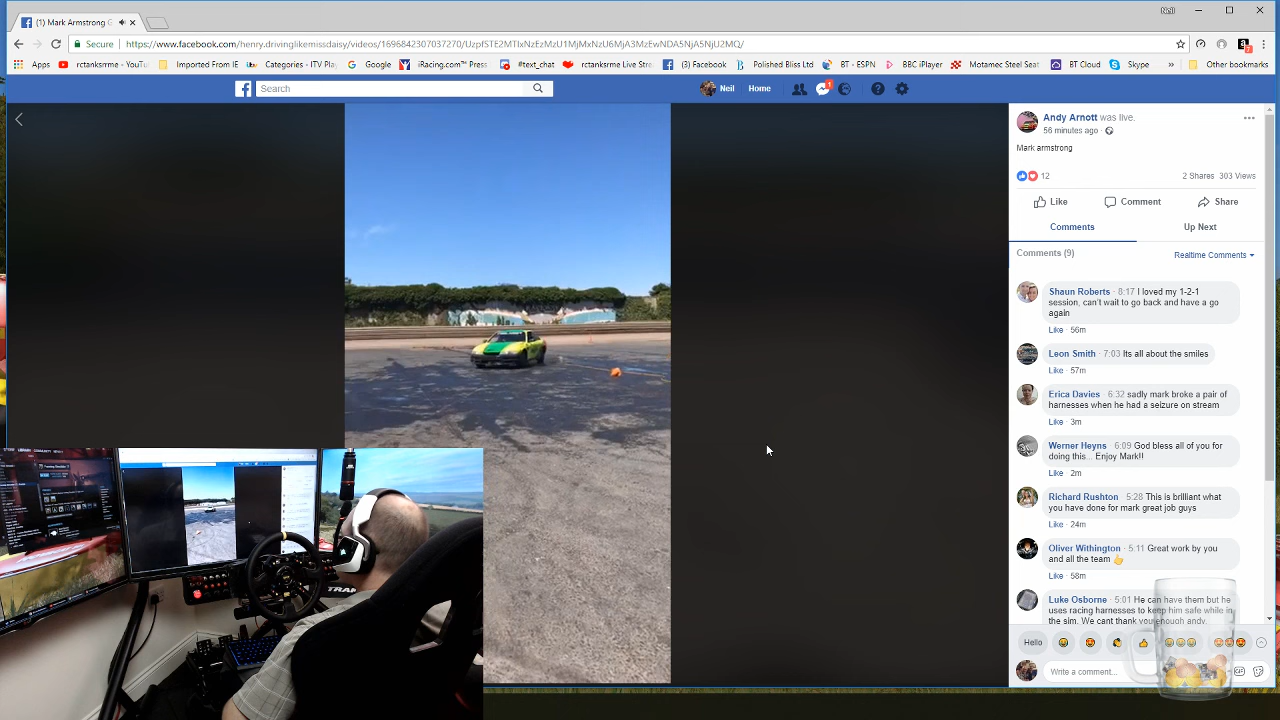 (1) Mark Armstrong G
Neil
Secure https://www.facebook.com/henry.drivinglikemissdaisy/videos/1696842307037270/UzpfSTE2MTIxNzEzMzU1MjMxNzU6MjA3MzEwNDA5NjA5NjU2MQ/
Apps rctanksrme - YouTu Imported From IE Categories - ITV Play Google iRacing.com™ Press #text_chat rctanksrme Live Stre (3) Facebook Polished Bliss Ltd BT - ESPN BBC iPlayer Motamec Steel Seat BT Cloud Skype » Other bookmarks
Search
Neil Home
1
Andy Arnott was live.
56 minutes ago
Mark armstrong
12
2 Shares 303 Views
Like Comment Share
Comments Up Next
Comments (9) Realtime Comments
Shaun Roberts · 8:17 I loved my 1-2-1
session, can't wait to go back and have a go
again
Like · 56m
Leon Smith · 7:03 Its all about the smiles
Like · 57m
Erica Davies · 6:32 sadly mark broke a pair of
harnesses when he had a seizure on stream
Like · 3m
Werner Heyns · 6:09 God bless all of you for
doing this... Enjoy Mark!!
Like · 2m
Richard Rushton · 5:28 This is brilliant what
you have done for mark great job guys
Like · 24m
Oliver Withington · 5:11 Great work by you
and all the team
Like · 58m
Luke Osborne · 5:01 He can have them but he
uses racing harnesses to keep him safe while in
the sim. We cant thank you enough andy.
Hello
Write a comment...
GIF